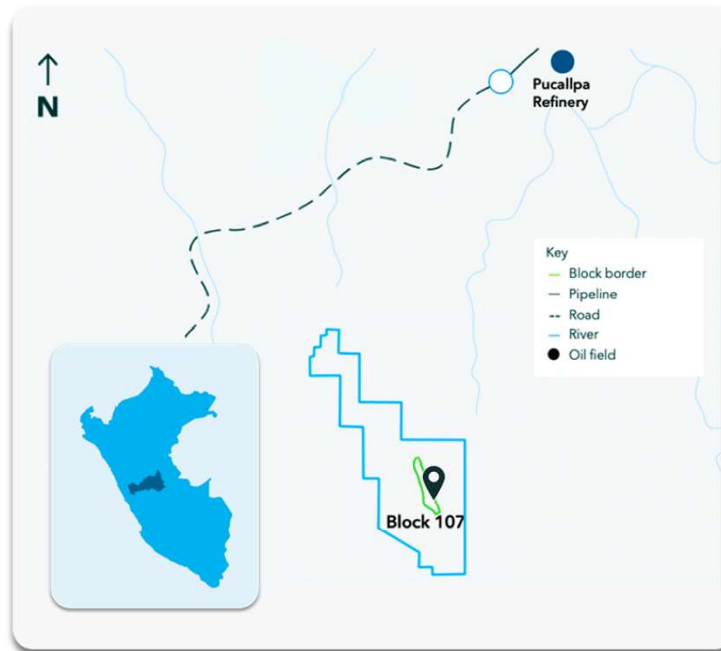 N
Pucallpa
Refinery
Key
Block border
Pipeline
Road
River
Oil field
Block 107